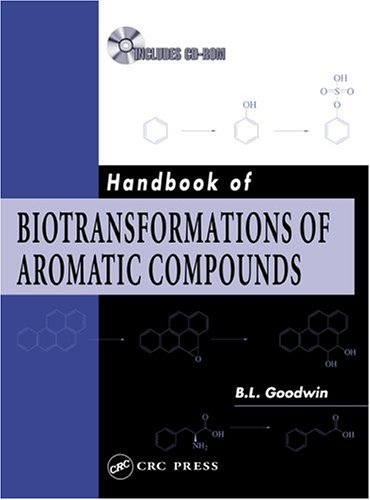 INCLUDES CD-ROM
OH
OH
O=S=O
O
Handbook of
BIOTRANSFORMATIONS OF
AROMATIC COMPOUNDS
O
OH
OH
B.L. Goodwin
O
OH
NH2
O
OH
CRC
CRC PRESS